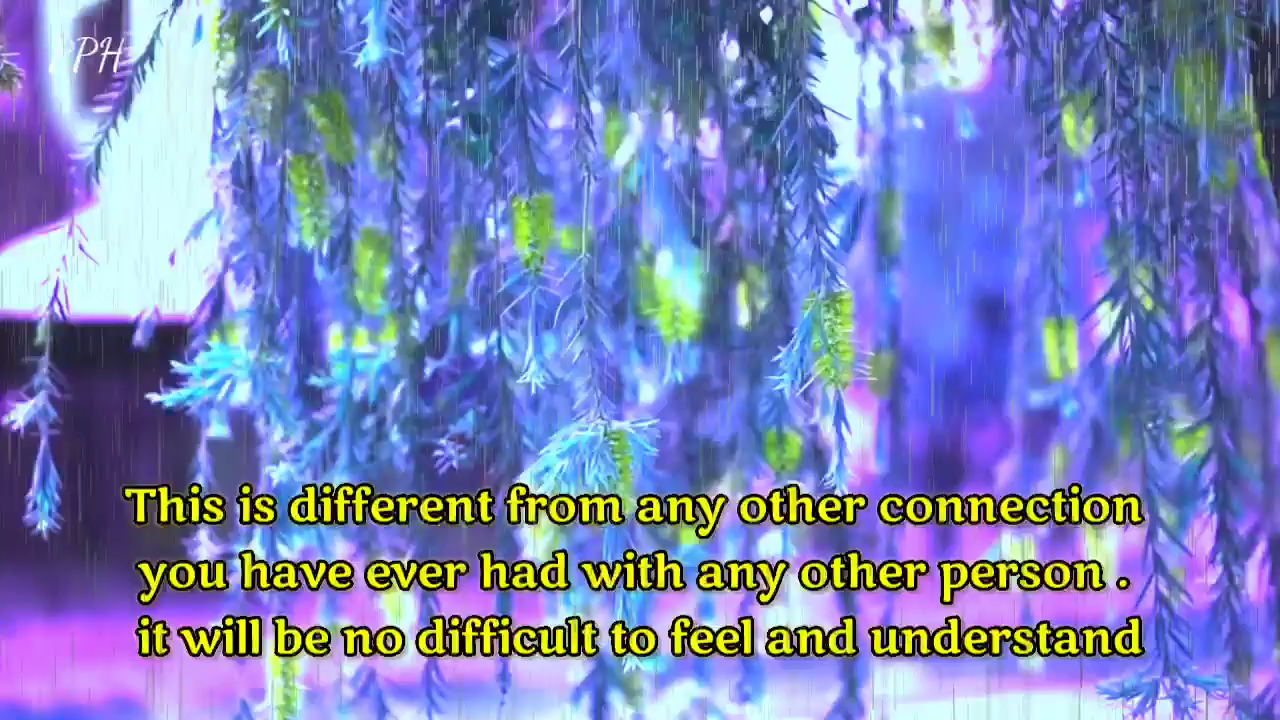 PH
This is different from any other connection
you have ever had with any other person .
it will be no difficult to feel and understand